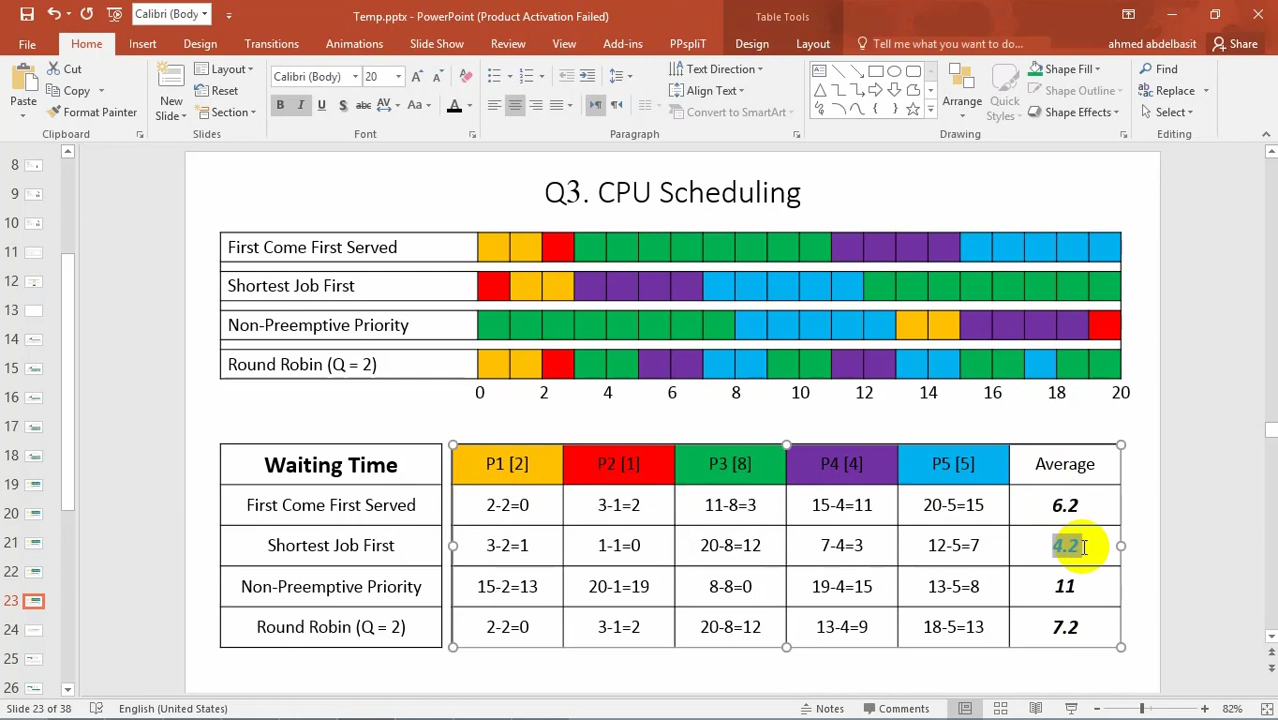 Calibri (Body
Temp.pptx - PowerPoint (Product Activation Failed)
Table Tools
File
Home
Insert
Design
Transitions
Animations
Slide Show
Review
View
Add-ins
PPspliT
Design
Layout
Tell me what you want to do...
ahmed abdelbasit
Share
Paste
Cut
Copy
Format Painter
Clipboard
New
Slide
Layout
Reset
Section
Slides
Calibri (Body)
20
B I U S abc AV Aa A
Font
Text Direction
Align Text
Convert to SmartArt
Paragraph
Arrange
Quick
Styles
Shape Fill
Shape Outline
Shape Effects
Drawing
Find
Replace
Select
Editing
8
9
10
11
12
13
14
15
16
17
18
19
20
21
22
23
24
25
26
Q3. CPU Scheduling
First Come First Served
Shortest Job First
Non-Preemptive Priority
Round Robin (Q = 2)
0 2 4 6 8 10 12 14 16 18 20
Waiting Time P1 [2] P2 [1] P3 [8] P4 [4] P5 [5] Average
First Come First Served 2-2=0 3-1=2 11-8=3 15-4=11 20-5=15 6.2
Shortest Job First 3-2=1 1-1=0 20-8=12 7-4=3 12-5=7 4.2
Non-Preemptive Priority 15-2=13 20-1=19 8-8=0 19-4=15 13-5=8 11
Round Robin (Q = 2) 2-2=0 3-1=2 20-8=12 13-4=9 18-5=13 7.2
Slide 23 of 38
English (United States)
Notes
Comments
82%